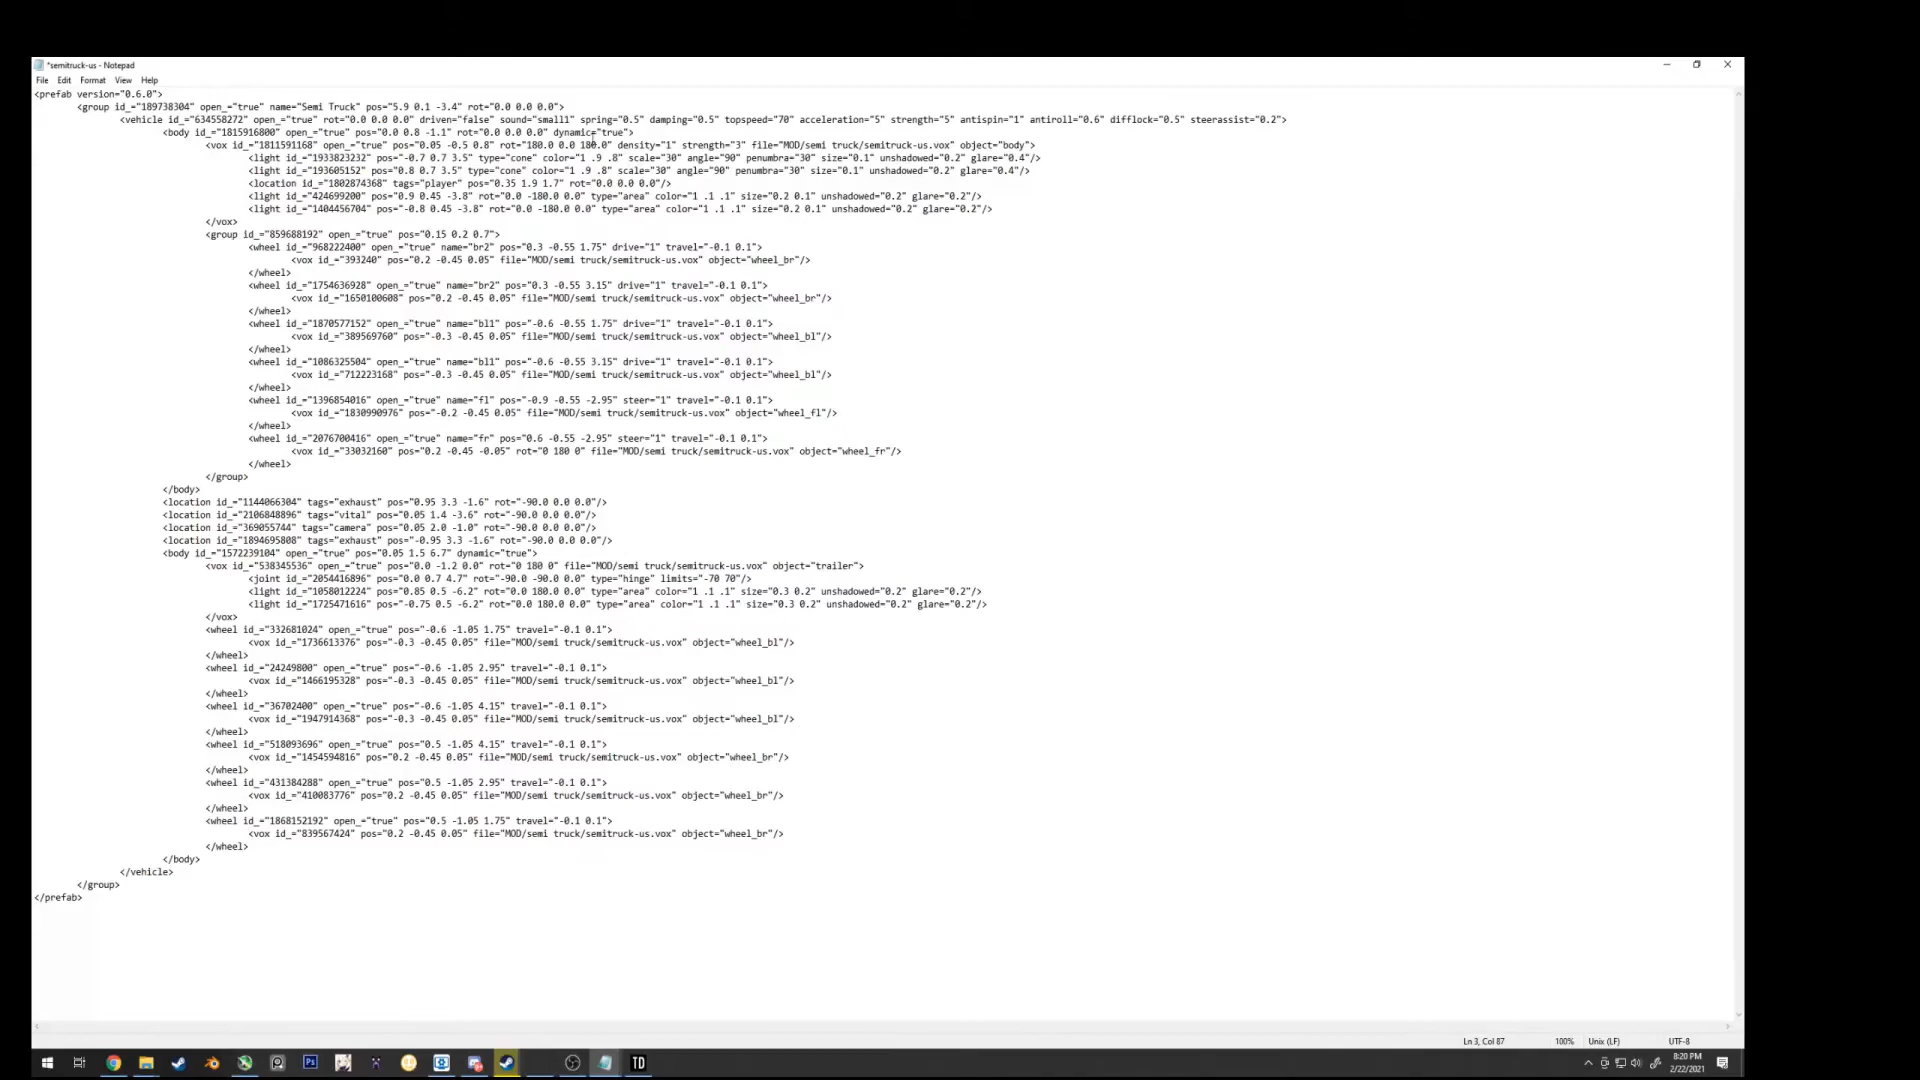 *semitruck-us - Notepad
File Edit Format View Help
<prefab version="0.6.0">
<group id_="189738304" open_="true" name="Semi Truck" pos="5.9 0.1 -3.4" rot="0.0 0.0 0.0">
<vehicle id_="634558272" open_="true" rot="0.0 0.0 0.0" driven="false" sound="small1" spring="0.5" damping="0.5" topspeed="70" acceleration="5" strength="5" antispin="1" antiroll="0.6" difflock="0.5" steerassist="0.2">
<body id_="1815916800" open_="true" pos="0.0 0.8 -1.1" rot="0.0 0.0 0.0" dynamic="true">
<vox id_="1811591168" open_="true" pos="0.05 -0.5 0.8" rot="180.0 0.0 180.0" density="1" strength="3" file="MOD/semi truck/semitruck-us.vox" object="body">
<light id_="1933823232" pos="-0.7 0.7 3.5" type="cone" color="1 .9 .8" scale="30" angle="90" penumbra="30" size="0.1" unshadowed="0.2" glare="0.4"/>
<light id_="193605152" pos="0.8 0.7 3.5" type="cone" color="1 .9 .8" scale="30" angle="90" penumbra="30" size="0.1" unshadowed="0.2" glare="0.4"/>
<location id_="1802874368" tags="player" pos="0.35 1.9 1.7" rot="0.0 0.0 0.0"/>
<light id_="424699200" pos="0.9 0.45 -3.8" rot="0.0 -180.0 0.0" type="area" color="1 .1 .1" size="0.2 0.1" unshadowed="0.2" glare="0.2"/>
<light id_="1404456704" pos="-0.8 0.45 -3.8" rot="0.0 -180.0 0.0" type="area" color="1 .1 .1" size="0.2 0.1" unshadowed="0.2" glare="0.2"/>
</vox>
<group id_="859688192" open_="true" pos="0.15 0.2 0.7">
<wheel id_="968222400" open_="true" name="br2" pos="0.3 -0.55 1.75" drive="1" travel="-0.1 0.1">
<vox id_="393240" pos="0.2 -0.45 0.05" file="MOD/semi truck/semitruck-us.vox" object="wheel_br"/>
</wheel>
<wheel id_="1754636928" open_="true" name="br2" pos="0.3 -0.55 3.15" drive="1" travel="-0.1 0.1">
<vox id_="1650100608" pos="0.2 -0.45 0.05" file="MOD/semi truck/semitruck-us.vox" object="wheel_br"/>
</wheel>
<wheel id_="1870577152" open_="true" name="bl1" pos="-0.6 -0.55 1.75" drive="1" travel="-0.1 0.1">
<vox id_="389569760" pos="-0.3 -0.45 0.05" file="MOD/semi truck/semitruck-us.vox" object="wheel_bl"/>
</wheel>
<wheel id_="1086325504" open_="true" name="bl1" pos="-0.6 -0.55 3.15" drive="1" travel="-0.1 0.1">
<vox id_="712223168" pos="-0.3 -0.45 0.05" file="MOD/semi truck/semitruck-us.vox" object="wheel_bl"/>
</wheel>
<wheel id_="1396854016" open_="true" name="fl" pos="-0.9 -0.55 -2.95" steer="1" travel="-0.1 0.1">
<vox id_="1830990976" pos="-0.2 -0.45 0.05" file="MOD/semi truck/semitruck-us.vox" object="wheel_fl"/>
</wheel>
<wheel id_="2076700416" open_="true" name="fr" pos="0.6 -0.55 -2.95" steer="1" travel="-0.1 0.1">
<vox id_="33032160" pos="0.2 -0.45 -0.05" rot="0 180 0" file="MOD/semi truck/semitruck-us.vox" object="wheel_fr"/>
</wheel>
</group>
</body>
<location id_="1144066304" tags="exhaust" pos="0.95 3.3 -1.6" rot="-90.0 0.0 0.0"/>
<location id_="2106848896" tags="vital" pos="0.05 1.4 -3.6" rot="-90.0 0.0 0.0"/>
<location id_="369055744" tags="camera" pos="0.05 2.0 -1.0" rot="-90.0 0.0 0.0"/>
<location id_="1894695808" tags="exhaust" pos="-0.95 3.3 -1.6" rot="-90.0 0.0 0.0"/>
<body id_="1572239104" open_="true" pos="0.05 1.5 6.7" dynamic="true">
<vox id_="538345536" open_="true" pos="0.0 -1.2 0.0" rot="0 180 0" file="MOD/semi truck/semitruck-us.vox" object="trailer">
<joint id_="2054416896" pos="0.0 0.7 4.7" rot="-90.0 -90.0 0.0" type="hinge" limits="-70 70"/>
<light id_="1058012224" pos="0.85 0.5 -6.2" rot="0.0 180.0 0.0" type="area" color="1 .1 .1" size="0.3 0.2" unshadowed="0.2" glare="0.2"/>
<light id_="1725471616" pos="-0.75 0.5 -6.2" rot="0.0 180.0 0.0" type="area" color="1 .1 .1" size="0.3 0.2" unshadowed="0.2" glare="0.2"/>
</vox>
<wheel id_="332681024" open_="true" pos="-0.6 -1.05 1.75" travel="-0.1 0.1">
<vox id_="1736613376" pos="-0.3 -0.45 0.05" file="MOD/semi truck/semitruck-us.vox" object="wheel_bl"/>
</wheel>
<wheel id_="24249800" open_="true" pos="-0.6 -1.05 2.95" travel="-0.1 0.1">
<vox id_="1466195328" pos="-0.3 -0.45 0.05" file="MOD/semi truck/semitruck-us.vox" object="wheel_bl"/>
</wheel>
<wheel id_="36702400" open_="true" pos="-0.6 -1.05 4.15" travel="-0.1 0.1">
<vox id_="1947914368" pos="-0.3 -0.45 0.05" file="MOD/semi truck/semitruck-us.vox" object="wheel_bl"/>
</wheel>
<wheel id_="518093696" open_="true" pos="0.5 -1.05 4.15" travel="-0.1 0.1">
<vox id_="1454594816" pos="0.2 -0.45 0.05" file="MOD/semi truck/semitruck-us.vox" object="wheel_br"/>
</wheel>
<wheel id_="431384288" open_="true" pos="0.5 -1.05 2.95" travel="-0.1 0.1">
<vox id_="410083776" pos="0.2 -0.45 0.05" file="MOD/semi truck/semitruck-us.vox" object="wheel_br"/>
</wheel>
<wheel id_="1868152192" open_="true" pos="0.5 -1.05 1.75" travel="-0.1 0.1">
<vox id_="839567424" pos="0.2 -0.45 0.05" file="MOD/semi truck/semitruck-us.vox" object="wheel_br"/>
</wheel>
</body>
</vehicle>
</group>
</prefab>
Ln 3, Col 87 100% Unix (LF) UTF-8
Ps TD 8:20 PM
2/22/2021